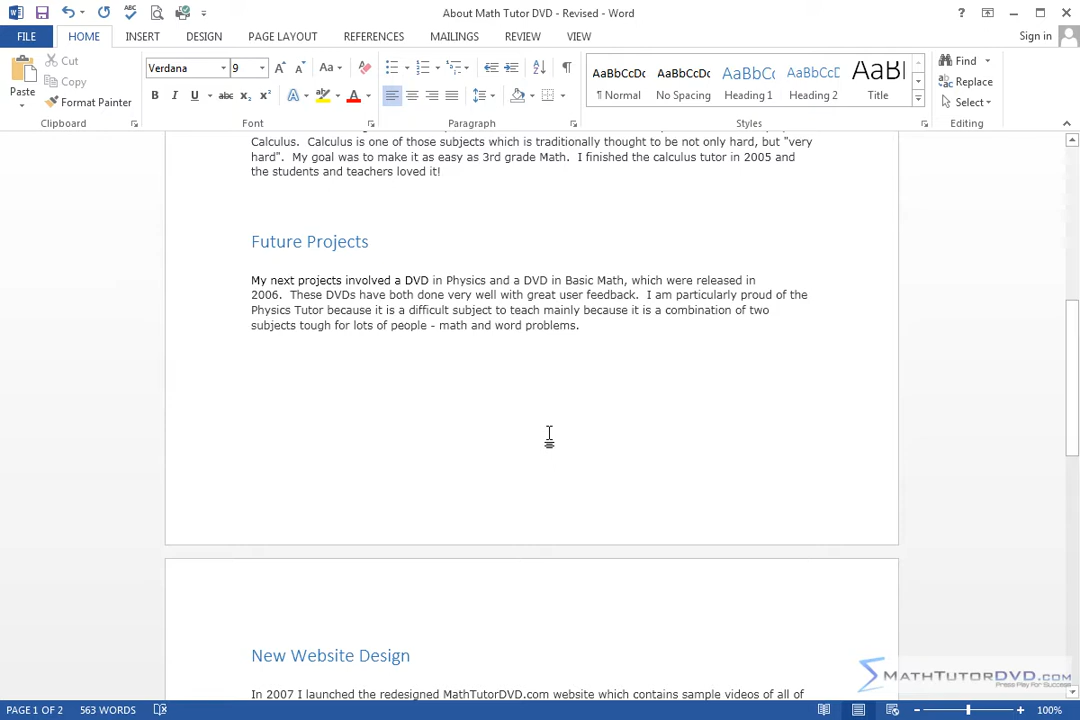 About Math Tutor DVD - Revised - Word
Sign in
FILE HOME INSERT DESIGN PAGE LAYOUT REFERENCES MAILINGS REVIEW VIEW
Paste
Cut
Copy
Format Painter
Clipboard
Verdana 9
Font
Paragraph
AaBbCcDc AaBbCcDc AaBbCc AaBbCcD AaBl
¶ Normal No Spacing Heading 1 Heading 2 Title
Styles
Find
Replace
Select
Editing
Calculus. Calculus is one of those subjects which is traditionally thought to be not only hard, but "very
hard". My goal was to make it as easy as 3rd grade Math. I finished the calculus tutor in 2005 and
the students and teachers loved it!
Future Projects
My next projects involved a DVD in Physics and a DVD in Basic Math, which were released in
2006. These DVDs have both done very well with great user feedback. I am particularly proud of the
Physics Tutor because it is a difficult subject to teach mainly because it is a combination of two
subjects tough for lots of people - math and word problems.
New Website Design
In 2007 I launched the redesigned MathTutorDVD.com website which contains sample videos of all of
MATHTUTORDVD.COM
Press Play For Success
PAGE 1 OF 2 563 WORDS 100%